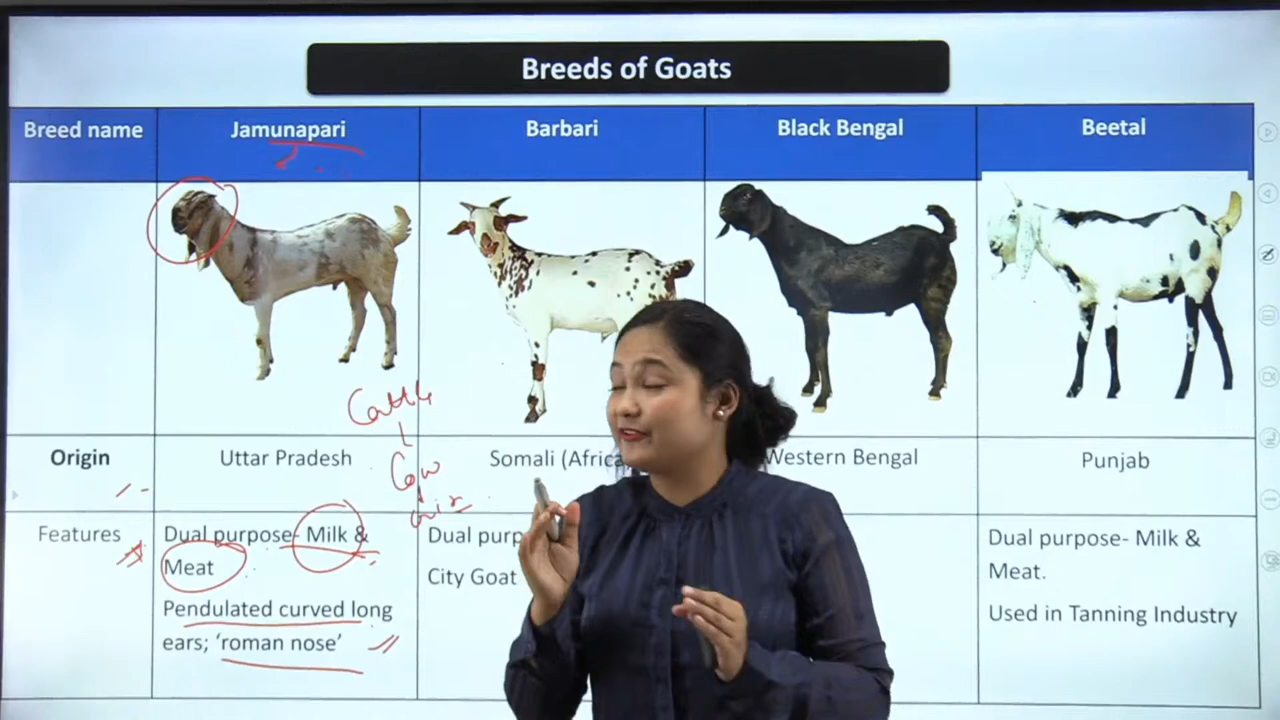 Breeds of Goats
Breed name
Jamunapari
Barbari
Black Bengal
Beetal
Origin
Uttar Pradesh
Somali (Africa
Western Bengal
Punjab
Features
Dual purpose- Milk &
Meat
Pendulated curved long
ears; ‘roman nose’
Dual purp
City Goat
Dual purpose- Milk &
Meat.
Used in Tanning Industry
Cattle
Cow